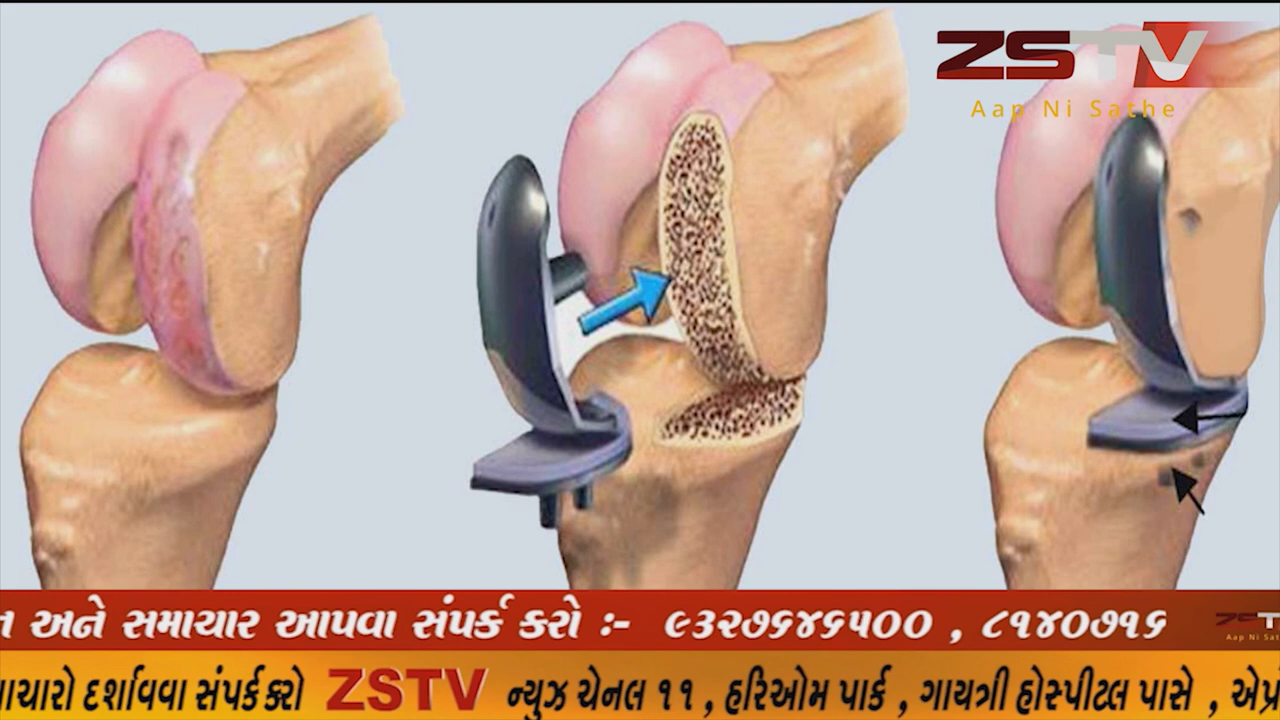 ZSTV
Aap Ni Sathe
અને સમાચાર આપવા સંપર્ક કરો :- ૯૩૨૭૬૪૬૫૦૦ , ૮૧૪૦૭૧૬
દર્શાવવા સંપર્ક કરો ZSTV ન્યુઝ ચેનલ ૧૧ , હરિઓમ પાર્ક , ગાયત્રી હોસ્પીટલ પાસે ,